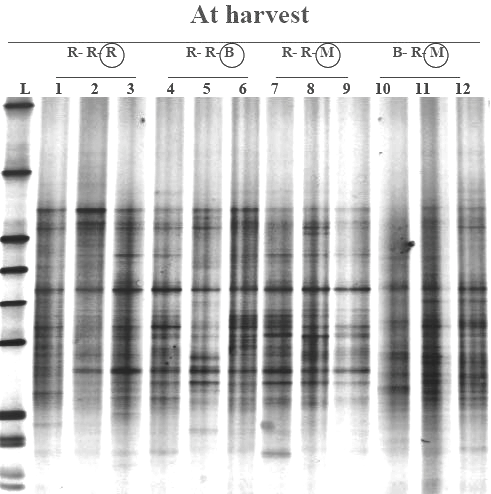 At harvest
R- R- R R- R- B R- R- M B- R- M
L 1 2 3 4 5 6 7 8 9 10 11 12